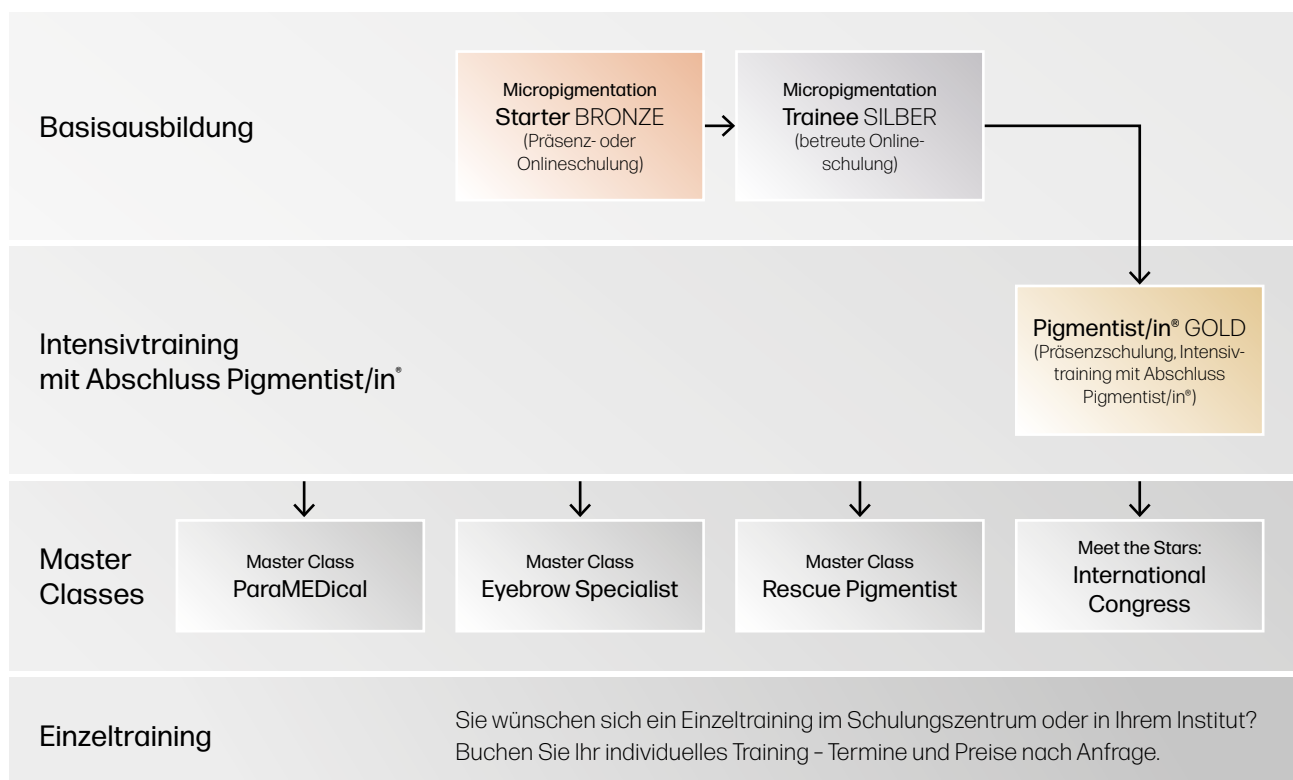 Basisausbildung
Micropigmentation
Starter BRONZE
(Präsenz- oder
Onlineschulung)
Micropigmentation
Trainee SILBER
(betreute Online-
schulung)
Intensivtraining
mit Abschluss Pigmentist/in®
Pigmentist/in® GOLD
(Präsenzschulung, Intensiv-
training mit Abschluss
Pigmentist/in®)
Master
Classes
Master Class
ParaMEDical
Master Class
Eyebrow Specialist
Master Class
Rescue Pigmentist
Meet the Stars:
International
Congress
Einzeltraining
Sie wünschen sich ein Einzeltraining im Schulungszentrum oder in Ihrem Institut?
Buchen Sie Ihr individuelles Training – Termine und Preise nach Anfrage.